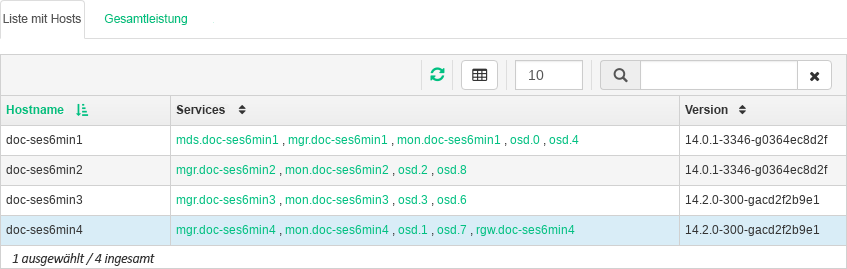 Liste mit Hosts Gesamtleistung
10
Hostname Services Version
doc-ses6min1 mds.doc-ses6min1 , mgr.doc-ses6min1 , mon.doc-ses6min1 , osd.0 , osd.4 14.0.1-3346-g0364ec8d2f
doc-ses6min2 mgr.doc-ses6min2 , mon.doc-ses6min2 , osd.2 , osd.8 14.0.1-3346-g0364ec8d2f
doc-ses6min3 mgr.doc-ses6min3 , mon.doc-ses6min3 , osd.3 , osd.6 14.2.0-300-gacd2f2b9e1
doc-ses6min4 mgr.doc-ses6min4 , mon.doc-ses6min4 , osd.1 , osd.7 , rgw.doc-ses6min4 14.2.0-300-gacd2f2b9e1
1 ausgewählt / 4 ingesamt